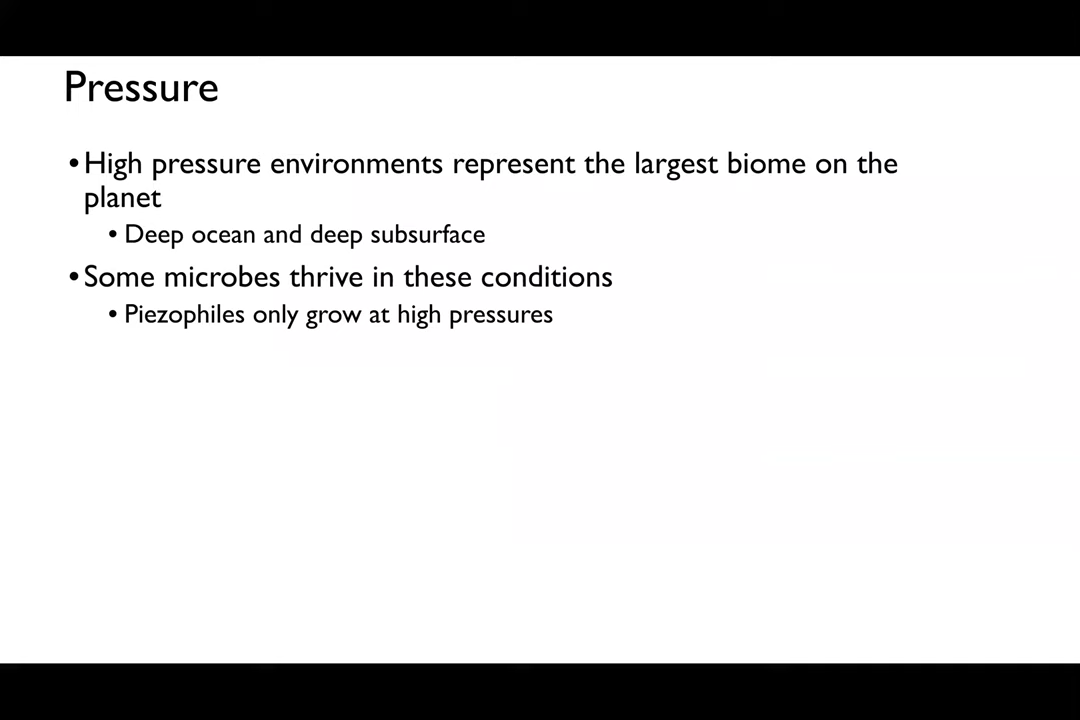 Pressure
•High pressure environments represent the largest biome on the
planet
• Deep ocean and deep subsurface
•Some microbes thrive in these conditions
• Piezophiles only grow at high pressures